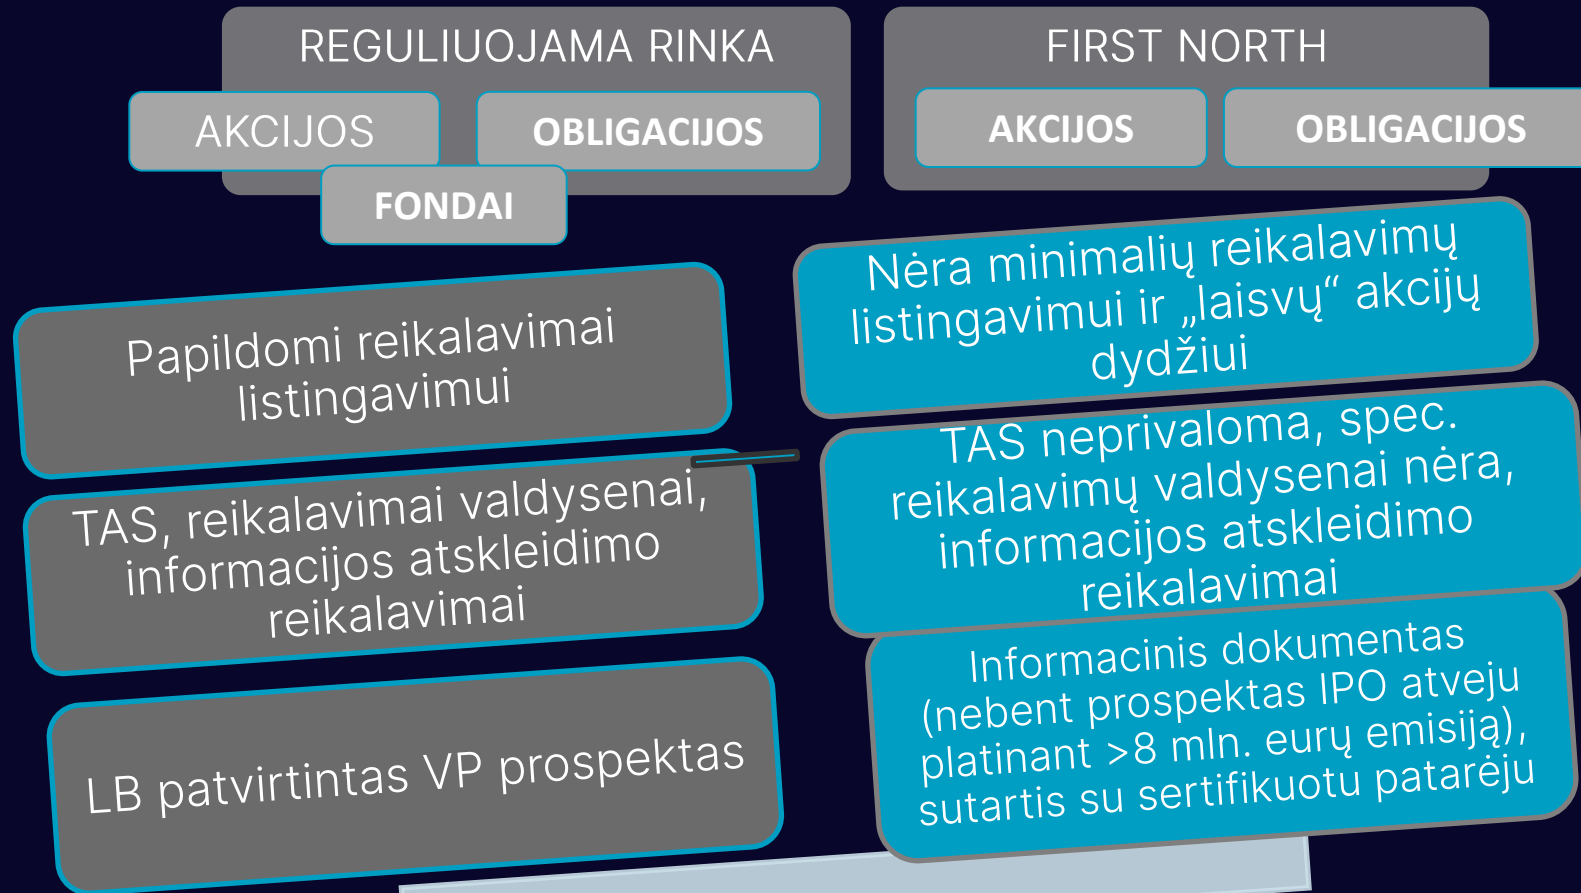 REGULIUOJAMA RINKA
AKCIJOS
OBLIGACIJOS
FONDAI
Papildomi reikalavimai
listingavimui
TAS, reikalavimai valdysenai,
informacijos atskleidimo
reikalavimai
LB patvirtintas VP prospektas
FIRST NORTH
AKCIJOS
OBLIGACIJOS
Nėra minimalių reikalavimų
listingavimui ir „laisvų“ akcijų
dydžiui
TAS neprivaloma, spec.
reikalavimų valdysenai nėra,
informacijos atskleidimo
reikalavimai
Informacinis dokumentas
(nebent prospektas IPO atveju
platinant >8 mln. eurų emisiją),
sutartis su sertifikuotu patarėju